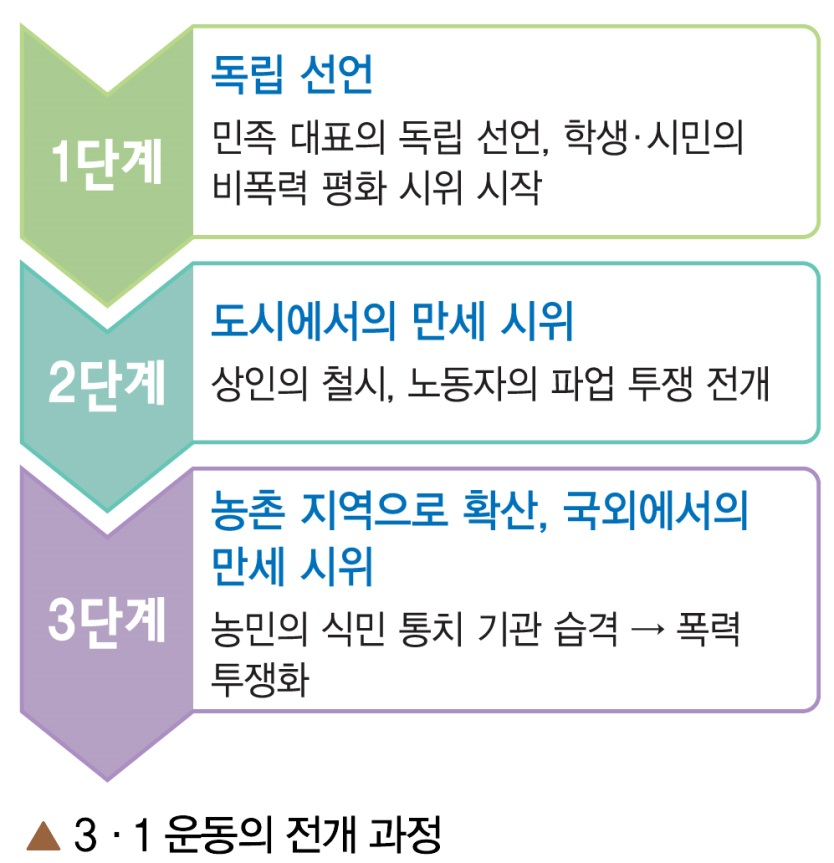 1단계
독립 선언
민족 대표의 독립 선언, 학생·시민의
비폭력 평화 시위 시작
2단계
도시에서의 만세 시위
상인의 철시, 노동자의 파업 투쟁 전개
3단계
농촌 지역으로 확산, 국외에서의
만세 시위
농민의 식민 통치 기관 습격 → 폭력
투쟁화
▲ 3·1 운동의 전개 과정